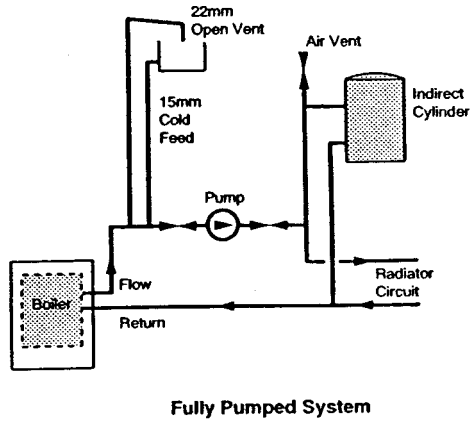 22mm
Open Vent
Air Vent
Indirect
Cylinder
15mm
Cold
Feed
Pump
Flow
Boiler
Radiator
Circuit
Return
Fully Pumped System